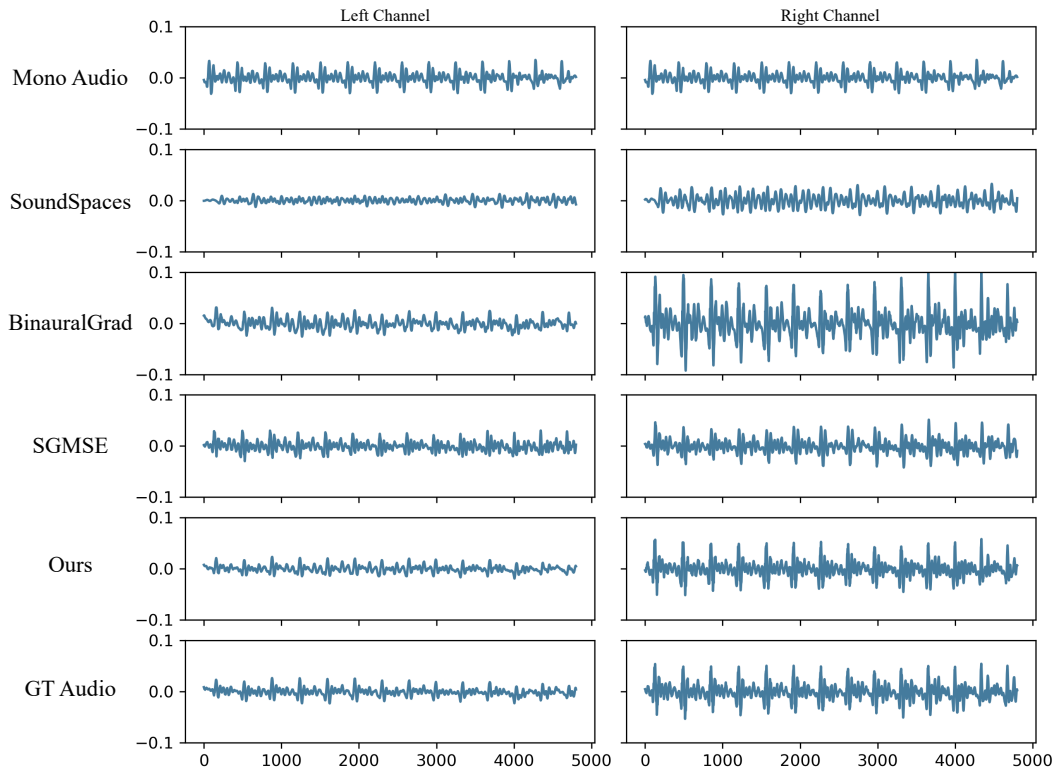 Left Channel Right Channel
0.1
Mono Audio 0.0
−0.1
0.1
SoundSpaces 0.0
−0.1
0.1
BinauralGrad 0.0
−0.1
0.1
SGMSE 0.0
−0.1
0.1
Ours 0.0
−0.1
0.1
GT Audio 0.0
−0.1
0 1000 2000 3000 4000 5000 0 1000 2000 3000 4000 5000